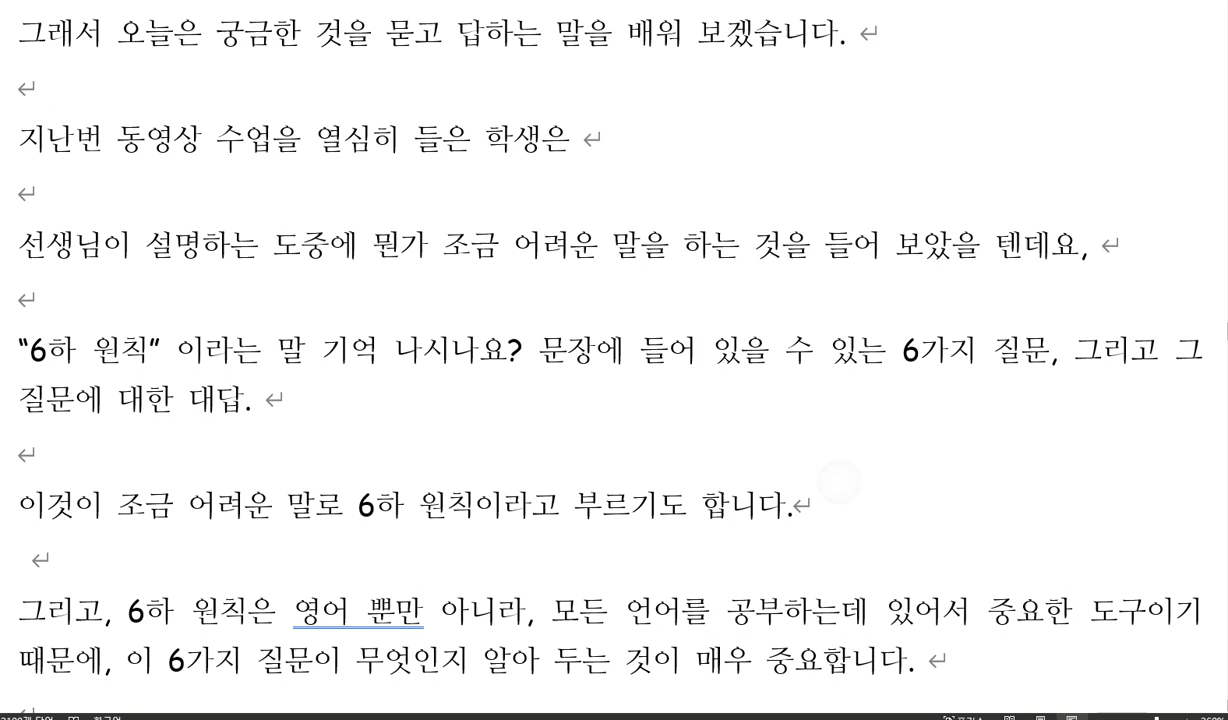 그래서 오늘은 궁금한 것을 묻고 답하는 말을 배워 보겠습니다.
지난번 동영상 수업을 열심히 들은 학생은
선생님이 설명하는 도중에 뭔가 조금 어려운 말을 하는 것을 들어 보았을 텐데요,
“6하 원칙” 이라는 말 기억 나시나요? 문장에 들어 있을 수 있는 6가지 질문, 그리고 그
질문에 대한 대답.
이것이 조금 어려운 말로 6하 원칙이라고 부르기도 합니다.
그리고, 6하 원칙은 영어 뿐만 아니라, 모든 언어를 공부하는데 있어서 중요한 도구이기
때문에, 이 6가지 질문이 무엇인지 알아 두는 것이 매우 중요합니다.